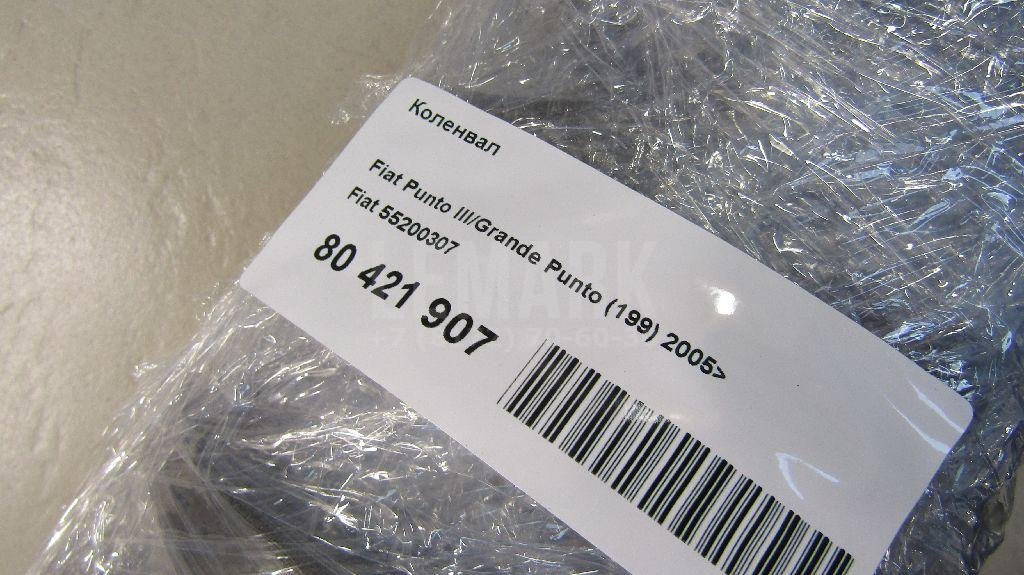 Коленвал
Fiat Punto III/Grande Punto (199) 2005>
Fiat 55200307
80 421 907